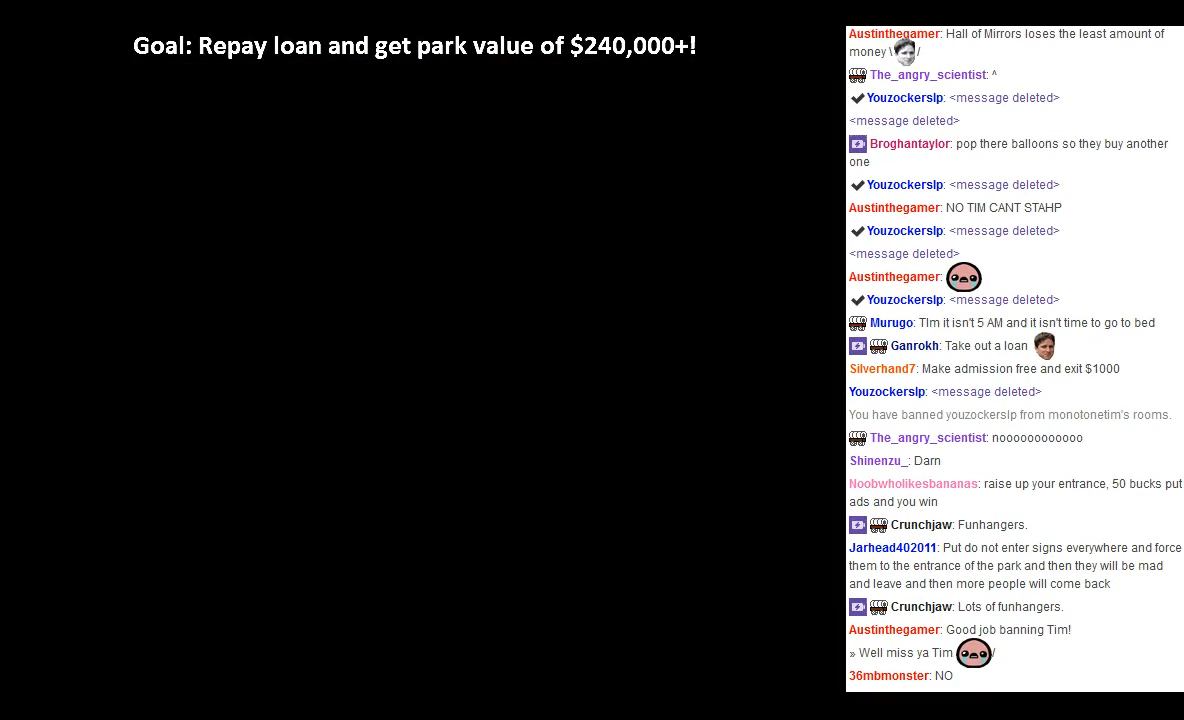 Goal: Repay loan and get park value of $240,000+!
Austinthegamer: Hall of Mirrors loses the least amount of
money \ /
The_angry_scientist: ^
Youzockerslp: <message deleted>
<message deleted>
Broghantaylor: pop there balloons so they buy another
one
Youzockerslp: <message deleted>
Austinthegamer: NO TIM CANT STAHP
Youzockerslp: <message deleted>
<message deleted>
Austinthegamer:
Youzockerslp: <message deleted>
Murugo: TIm it isn't 5 AM and it isn't time to go to bed
Ganrokh: Take out a loan
Silverhand7: Make admission free and exit $1000
Youzockerslp: <message deleted>
You have banned youzockerslp from monotonetim's rooms.
The_angry_scientist: noooooooooooo
Shinenzu_: Darn
Noobwholikesbananas: raise up your entrance, 50 bucks put
ads and you win
Crunchjaw: Funhangers.
Jarhead402011: Put do not enter signs everywhere and force
them to the entrance of the park and then they will be mad
and leave and then more people will come back
Crunchjaw: Lots of funhangers.
Austinthegamer: Good job banning Tim!
» Well miss ya Tim /
36mbmonster: NO